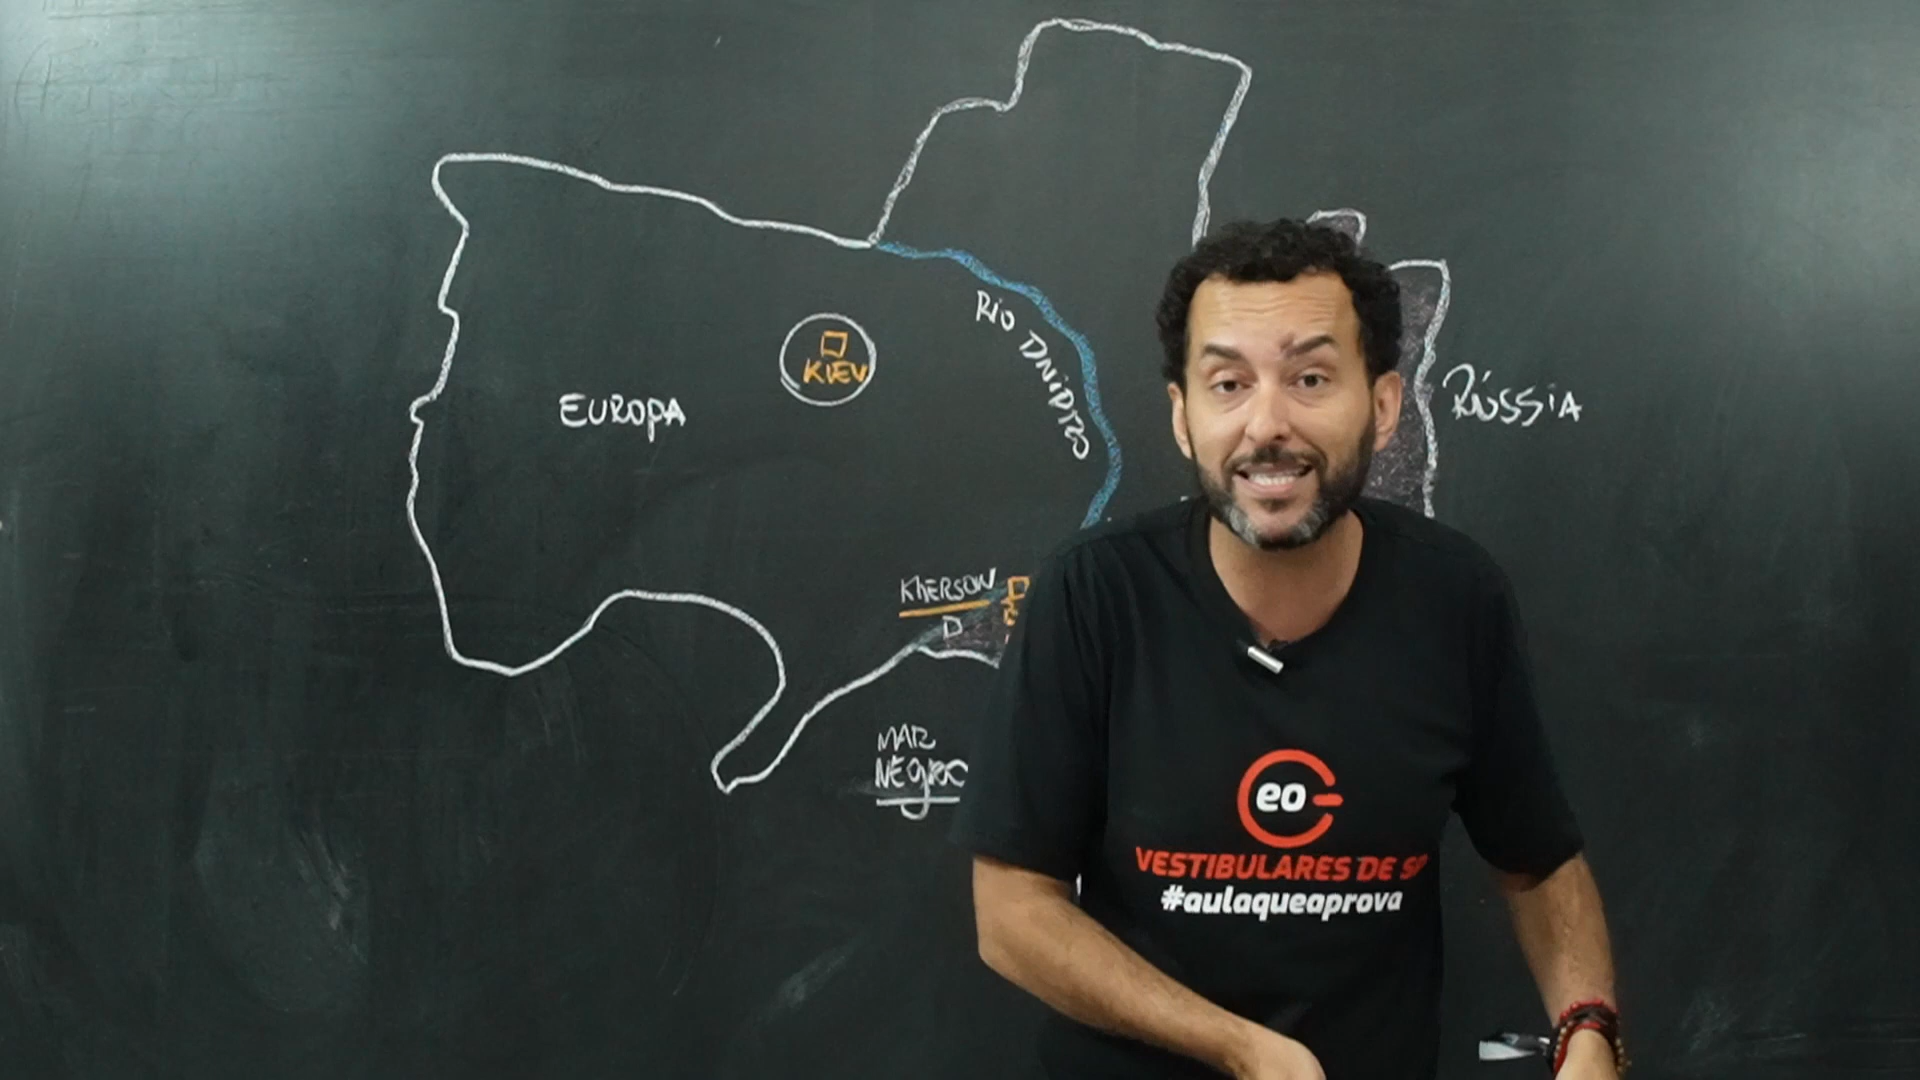 KIEV
EUROPA
RIO DNIPRO
RÚSSIA
KHERSON
D
MAR
NEGRO
eo
VESTIBULARES DE SP
#aulaqueaprova